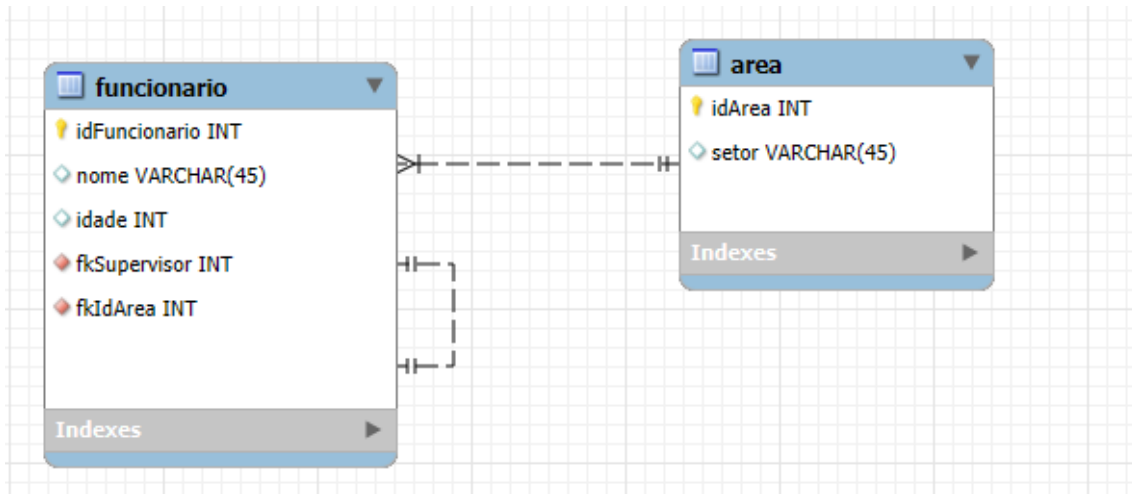 funcionario
idFuncionario INT
nome VARCHAR(45)
idade INT
fkSupervisor INT
fkIdArea INT
Indexes
area
idArea INT
setor VARCHAR(45)
Indexes